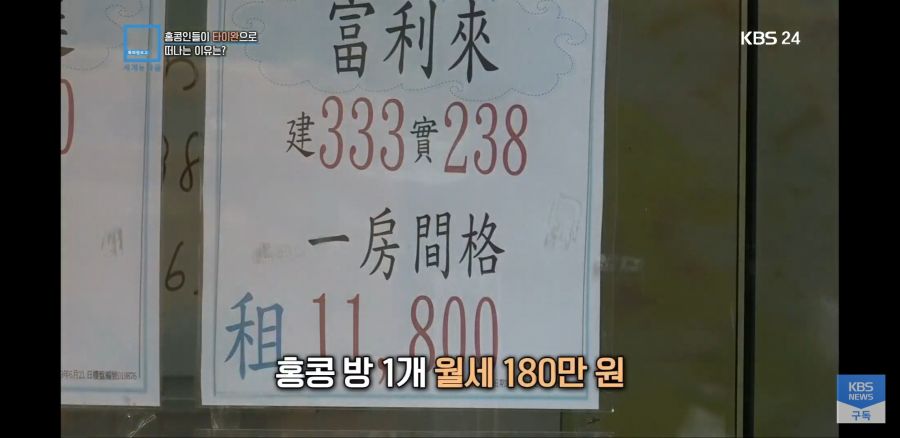 홍콩인들이 타이완으로
떠나는 이유는?
KBS 24
富利來
建333實238
一房間格
租 11,800
홍콩 방 1개 월세 180만 원
KBS
NEWS
구독